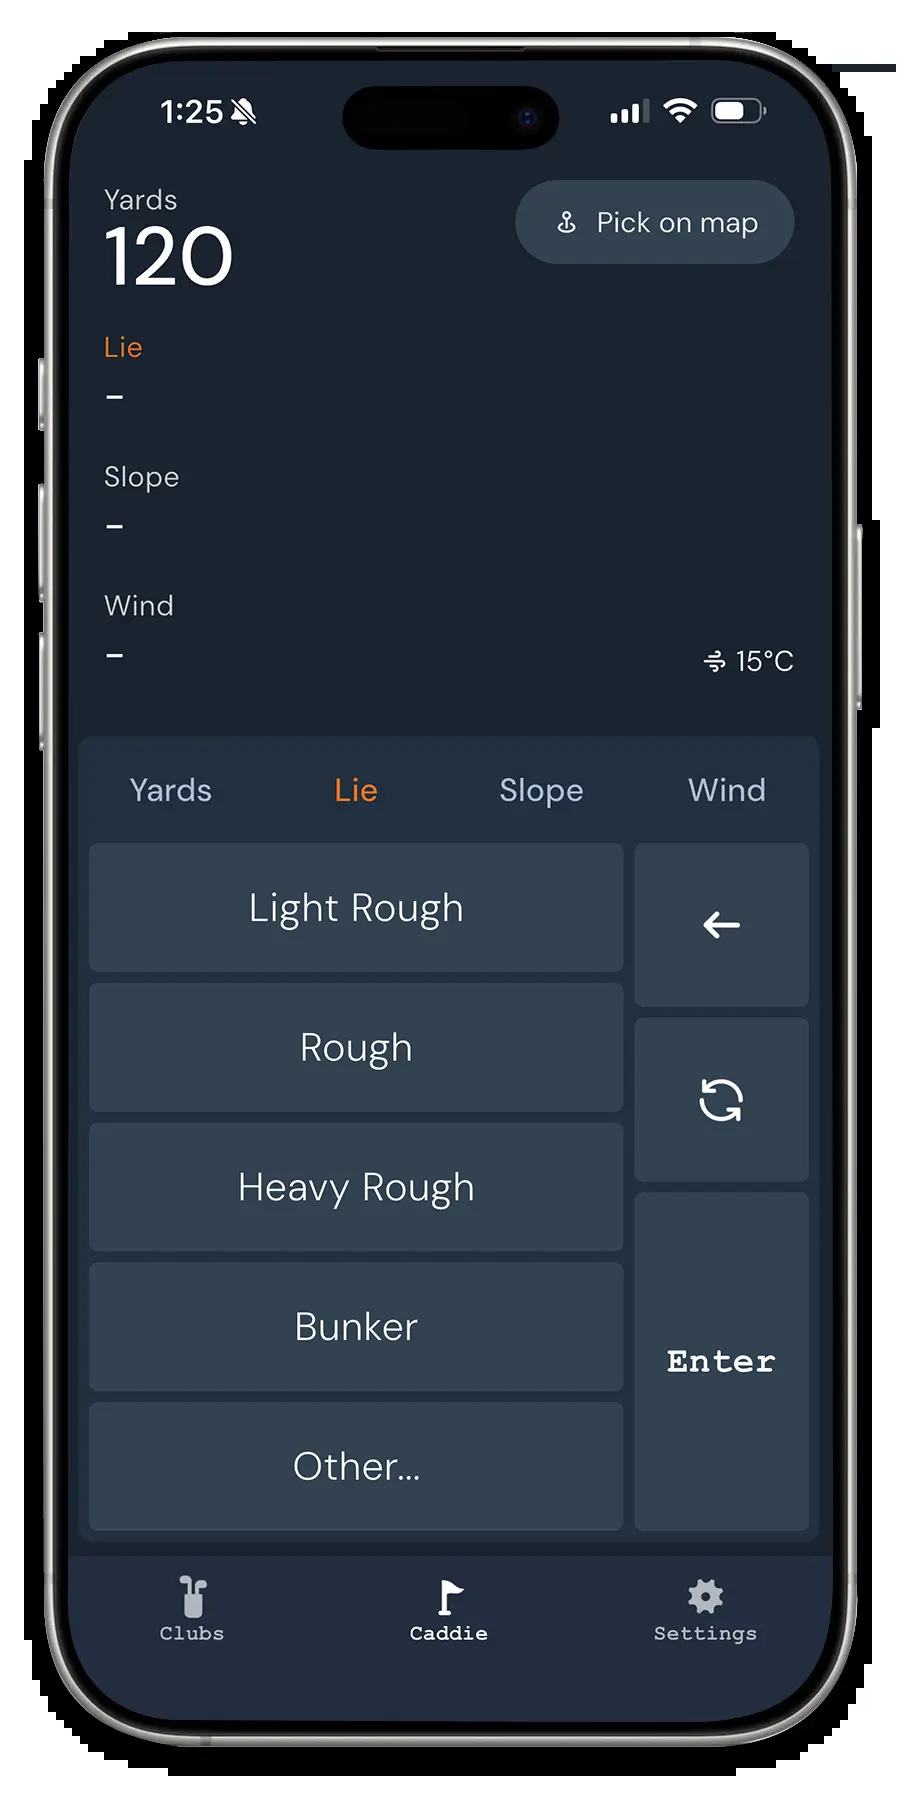 1:25
Yards
120
Pick on map
Lie
–
Slope
–
Wind
–
15°C
Yards Lie Slope Wind
Light Rough
Rough
Heavy Rough
Bunker
Other...
Enter
Clubs Caddie Settings